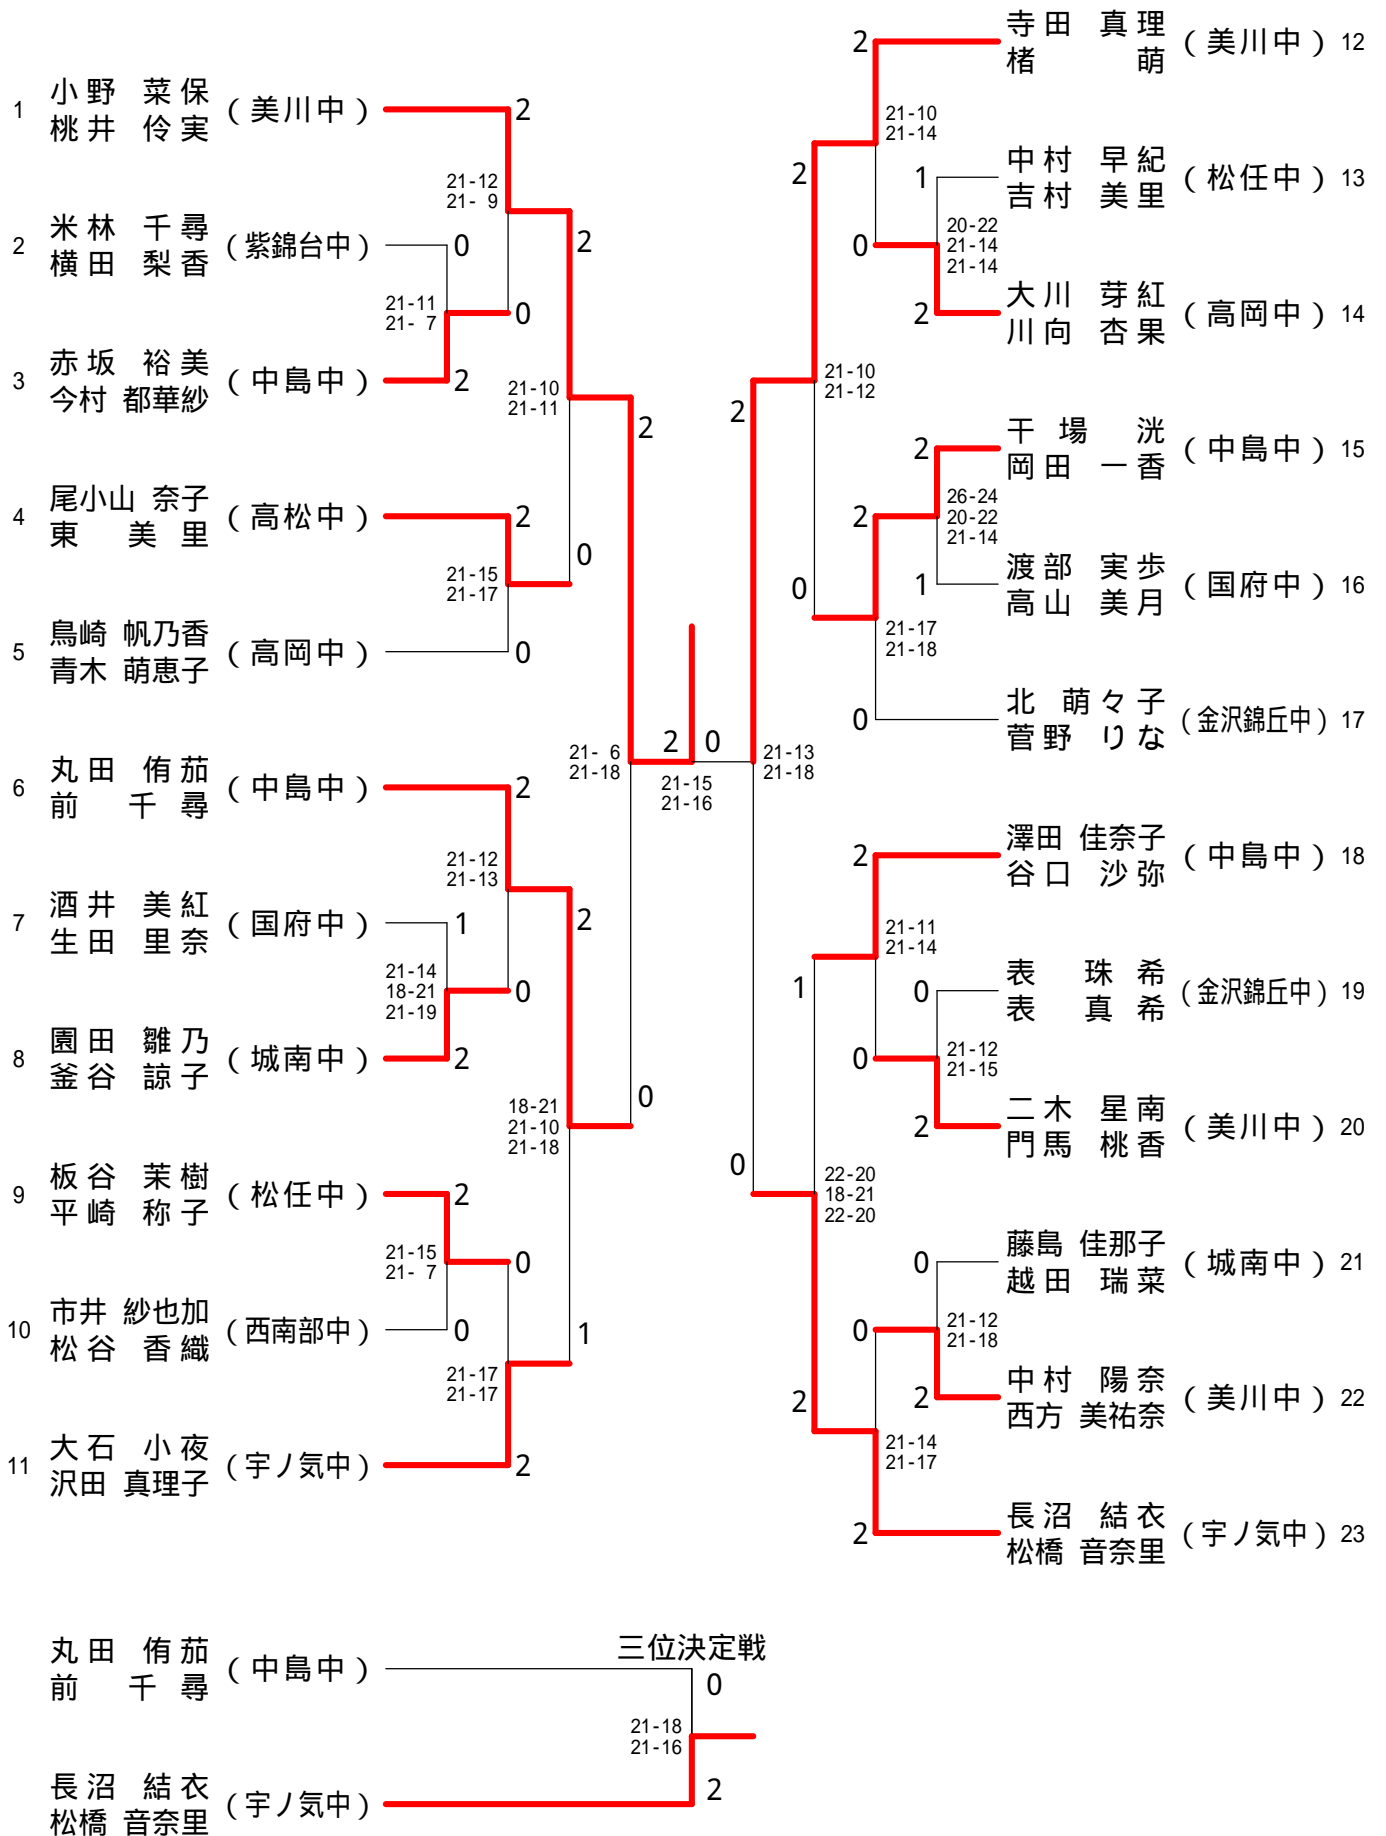 1 小野 菜保 (美川中) 2
桃井 伶実
21-12
21- 9
2 米林 千尋 (紫錦台中) 0
横田 梨香
2
21-11
21- 7
0
3 赤坂 裕美 (中島中) 2
今村 都華紗
21-10
21-11
2
4 尾小山 奈子 (高松中) 2
東 美里
0
21-15
21-17
5 鳥崎 帆乃香 (高岡中) 0
青木 萌恵子
21- 6
21-18
6 丸田 侑茄 (中島中) 2
前 千尋
21-12
21-13
7 酒井 美紅 (国府中) 1
生田 里奈
2
21-14
18-21
21-19
0
8 園田 雛乃 (城南中) 2
釜谷 諒子
0
18-21
21-10
21-18
9 板谷 茉樹 (松任中) 2
平崎 称子
21-15
21- 7
0
10 市井 紗也加 (西南部中) 0
松谷 香織
1
21-17
21-17
11 大石 小夜 (宇ノ気中) 2
沢田 真理子
2 0
21-15
21-16
2 寺田 真理 (美川中) 12
楮 萌
21-10
21-14
2
1 中村 早紀 (松任中) 13
吉村 美里
20-22
21-14
21-14
0
2 大川 芽紅 (高岡中) 14
川向 杏果
21-10
21-12
2
2 干場 洸 (中島中) 15
岡田 一香
26-24
20-22
21-14
2
1 渡部 実歩 (国府中) 16
高山 美月
0
21-17
21-18
0 北 萌々子 (金沢錦丘中) 17
菅野 りな
21-13
21-18
2 澤田 佳奈子 (中島中) 18
谷口 沙弥
21-11
21-14
1
0 表 珠希 (金沢錦丘中) 19
表 真希
21-12
21-15
0
2 二木 星南 (美川中) 20
門馬 桃香
0
22-20
18-21
22-20
0 藤島 佳那子 (城南中) 21
越田 瑞菜
21-12
21-18
0
2 中村 陽奈 (美川中) 22
西方 美祐奈
2
21-14
21-17
2 長沼 結衣 (宇ノ気中) 23
松橋 音奈里
三位決定戦
丸田 侑茄 (中島中) 0
前 千尋
21-18
21-16
長沼 結衣 (宇ノ気中) 2
松橋 音奈里